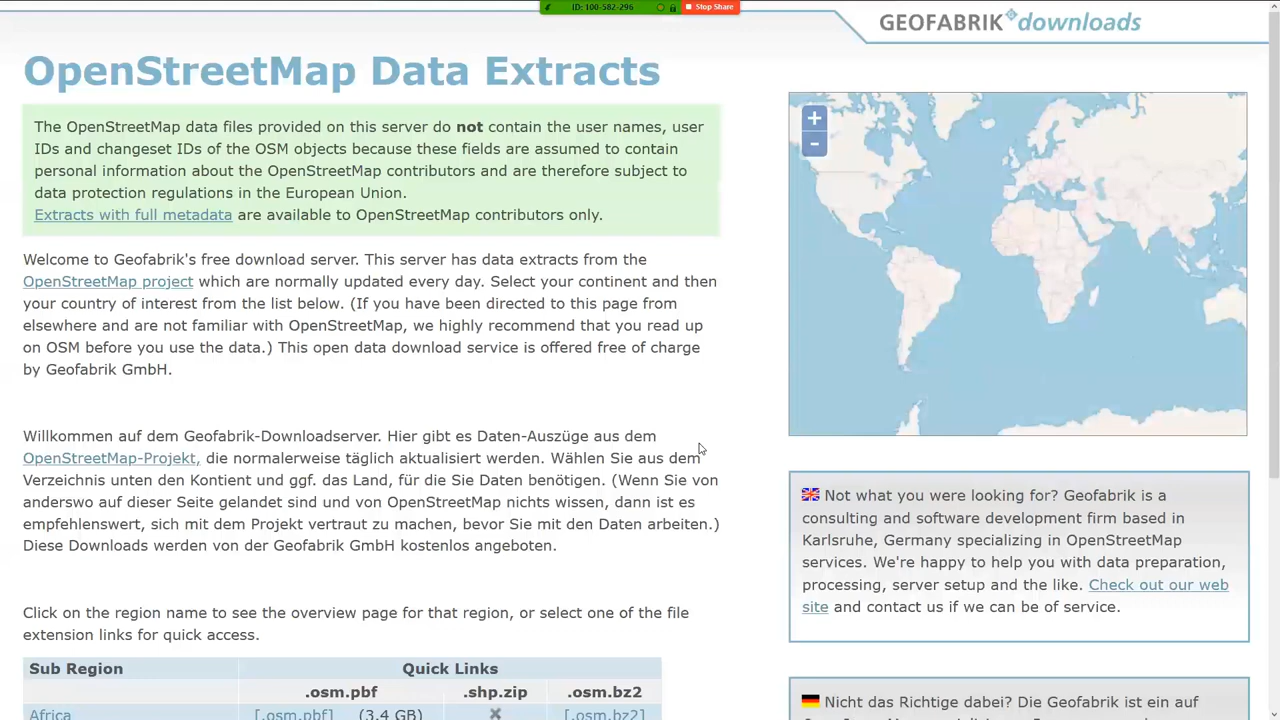 ID: 100-582-296
Stop Share
GEOFABRIK downloads
OpenStreetMap Data Extracts
The OpenStreetMap data files provided on this server do not contain the user names, user
IDs and changeset IDs of the OSM objects because these fields are assumed to contain
personal information about the OpenStreetMap contributors and are therefore subject to
data protection regulations in the European Union.
Extracts with full metadata are available to OpenStreetMap contributors only.
Welcome to Geofabrik's free download server. This server has data extracts from the
OpenStreetMap project which are normally updated every day. Select your continent and then
your country of interest from the list below. (If you have been directed to this page from
elsewhere and are not familiar with OpenStreetMap, we highly recommend that you read up
on OSM before you use the data.) This open data download service is offered free of charge
by Geofabrik GmbH.
Willkommen auf dem Geofabrik-Downloadserver. Hier gibt es Daten-Auszüge aus dem
OpenStreetMap-Projekt, die normalerweise täglich aktualisiert werden. Wählen Sie aus dem
Verzeichnis unten den Kontient und ggf. das Land, für die Sie Daten benötigen. (Wenn Sie von
anderswo auf dieser Seite gelandet sind und von OpenStreetMap nichts wissen, dann ist es
empfehlenswert, sich mit dem Projekt vertraut zu machen, bevor Sie mit den Daten arbeiten.)
Diese Downloads werden von der Geofabrik GmbH kostenlos angeboten.
Click on the region name to see the overview page for that region, or select one of the file
extension links for quick access.
Sub Region Quick Links
.osm.pbf .shp.zip .osm.bz2
Africa [.osm.pbf] (3.4 GB) ✖ [.osm.bz2]
+
-
Not what you were looking for? Geofabrik is a
consulting and software development firm based in
Karlsruhe, Germany specializing in OpenStreetMap
services. We're happy to help you with data preparation,
processing, server setup and the like. Check out our web
site and contact us if we can be of service.
Nicht das Richtige dabei? Die Geofabrik ist ein auf